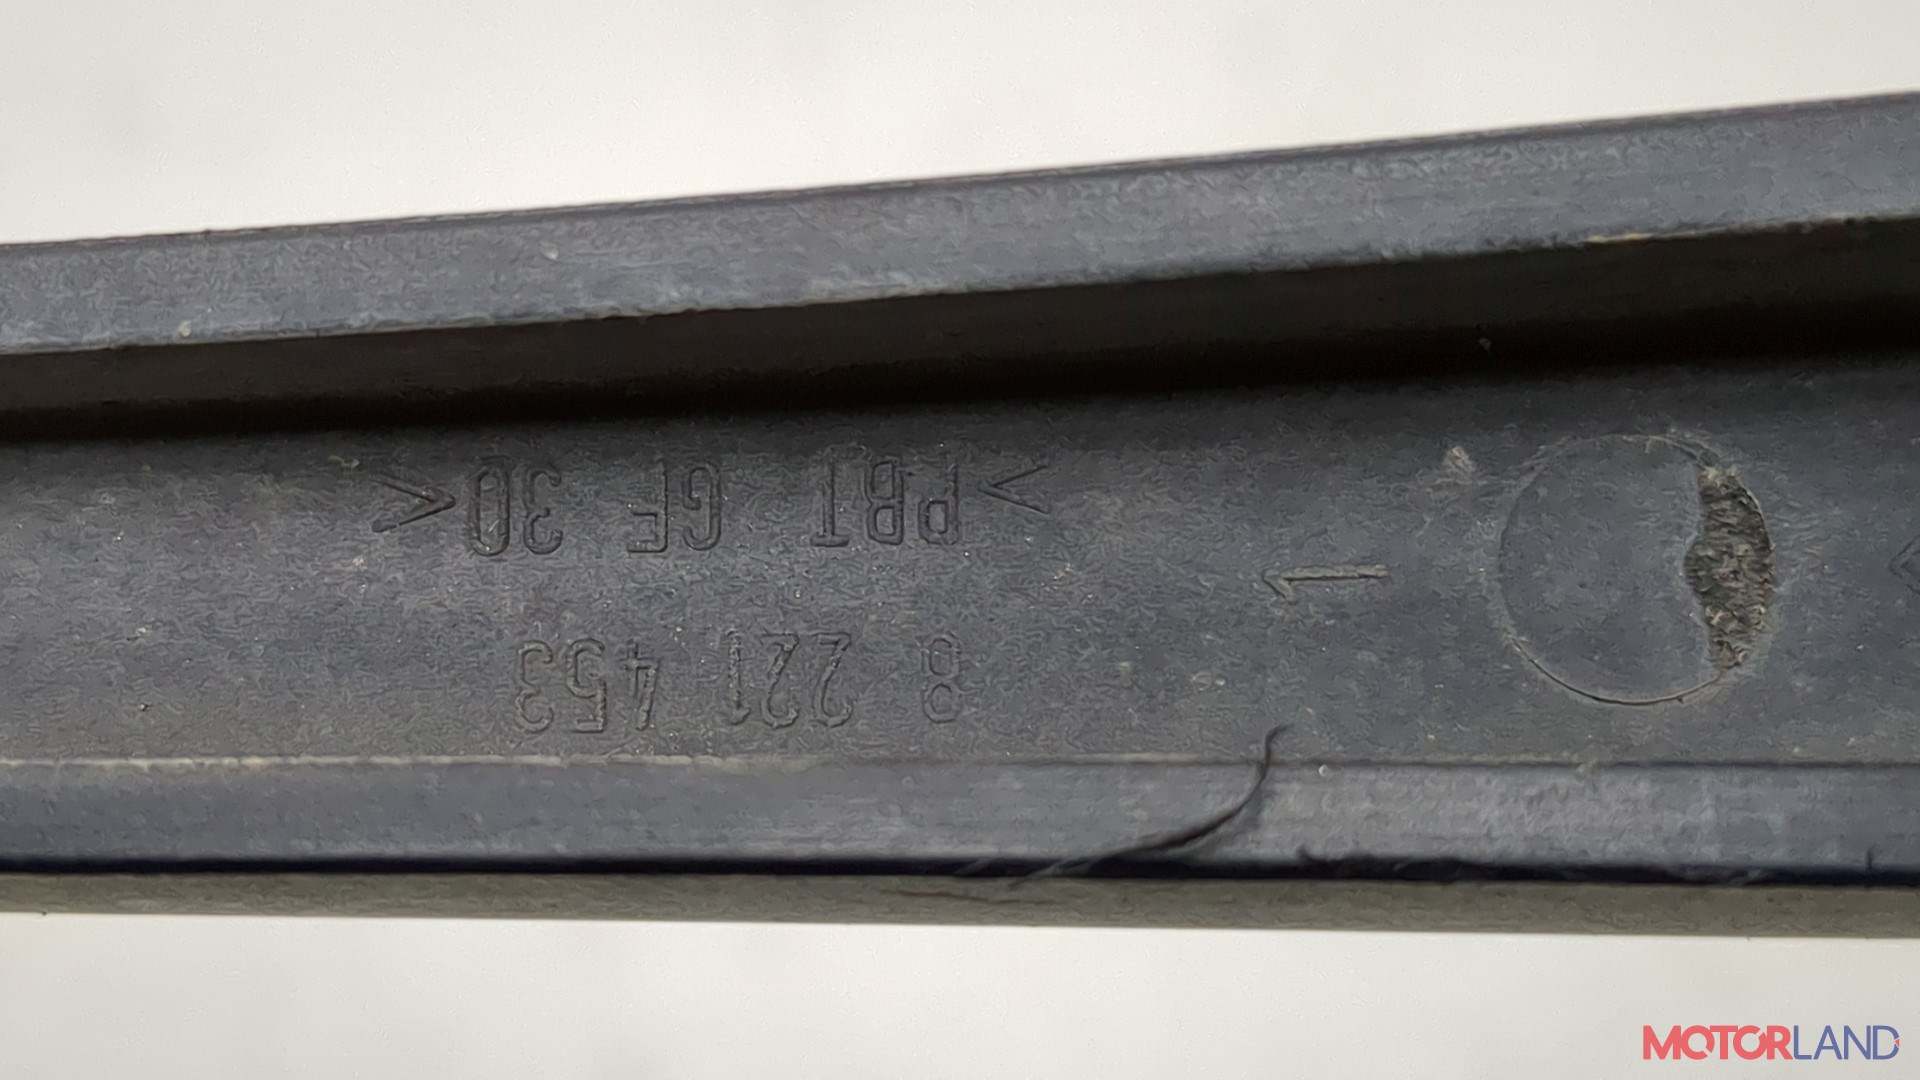 8 221 453
>PBT GF 30<
MOTORLAND